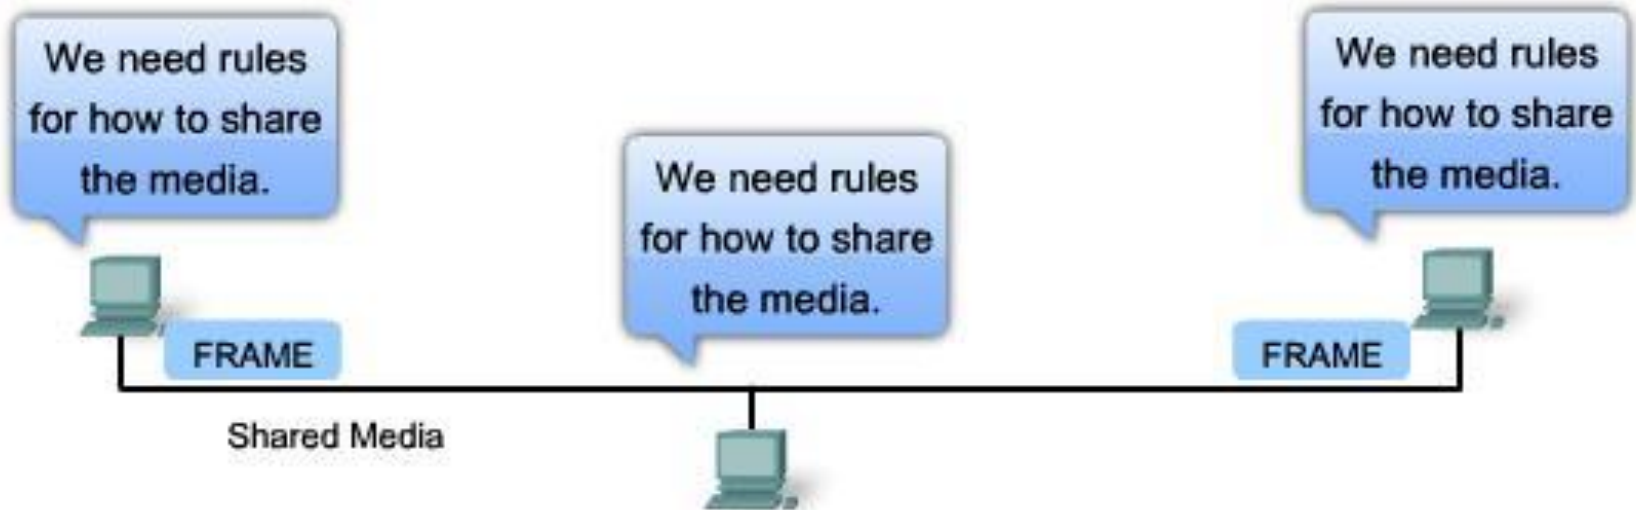 We need rules
for how to share
the media.
We need rules
for how to share
the media.
We need rules
for how to share
the media.
FRAME
FRAME
Shared Media